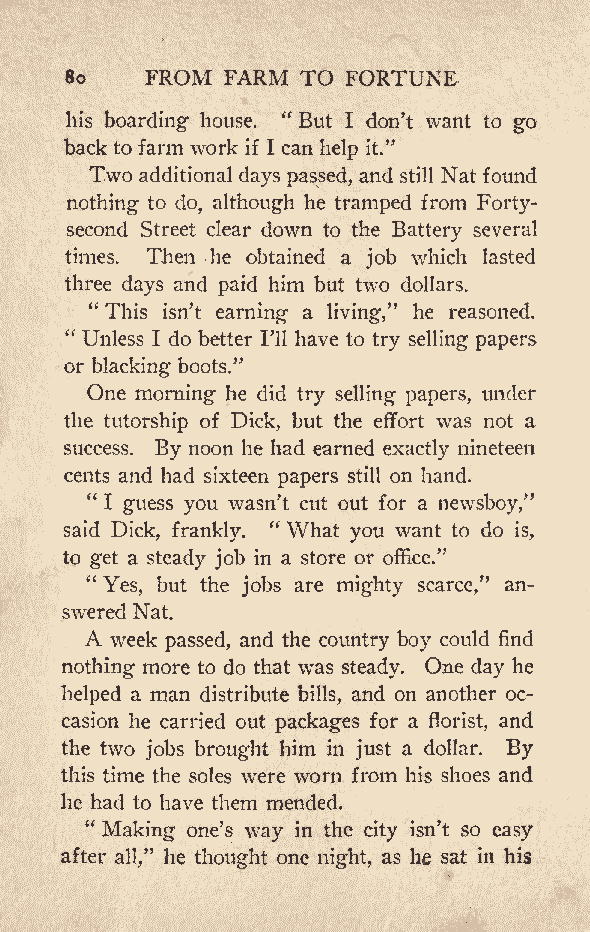 80 FROM FARM TO FORTUNE
his boarding house. “ But I don’t want to go
back to farm work if I can help it.”
Two additional days passed, and still Nat found
nothing to do, although he tramped from Forty-
second Street clear down to the Battery several
times. Then he obtained a job which lasted
three days and paid him but two dollars.
“ This isn’t earning a living,” he reasoned.
“ Unless I do better I’ll have to try selling papers
or blacking boots.”
One morning he did try selling papers, under
the tutorship of Dick, but the effort was not a
success. By noon he had earned exactly nineteen
cents and had sixteen papers still on hand.
“ I guess you wasn’t cut out for a newsboy,”
said Dick, frankly. “ What you want to do is,
to get a steady job in a store or office.”
“ Yes, but the jobs are mighty scarce,” an-
swered Nat.
A week passed, and the country boy could find
nothing more to do that was steady. One day he
helped a man distribute bills, and on another oc-
casion he carried out packages for a florist, and
the two jobs brought him in just a dollar. By
this time the soles were worn from his shoes and
he had to have them mended.
“ Making one’s way in the city isn’t so easy
after all,” he thought one night, as he sat in his